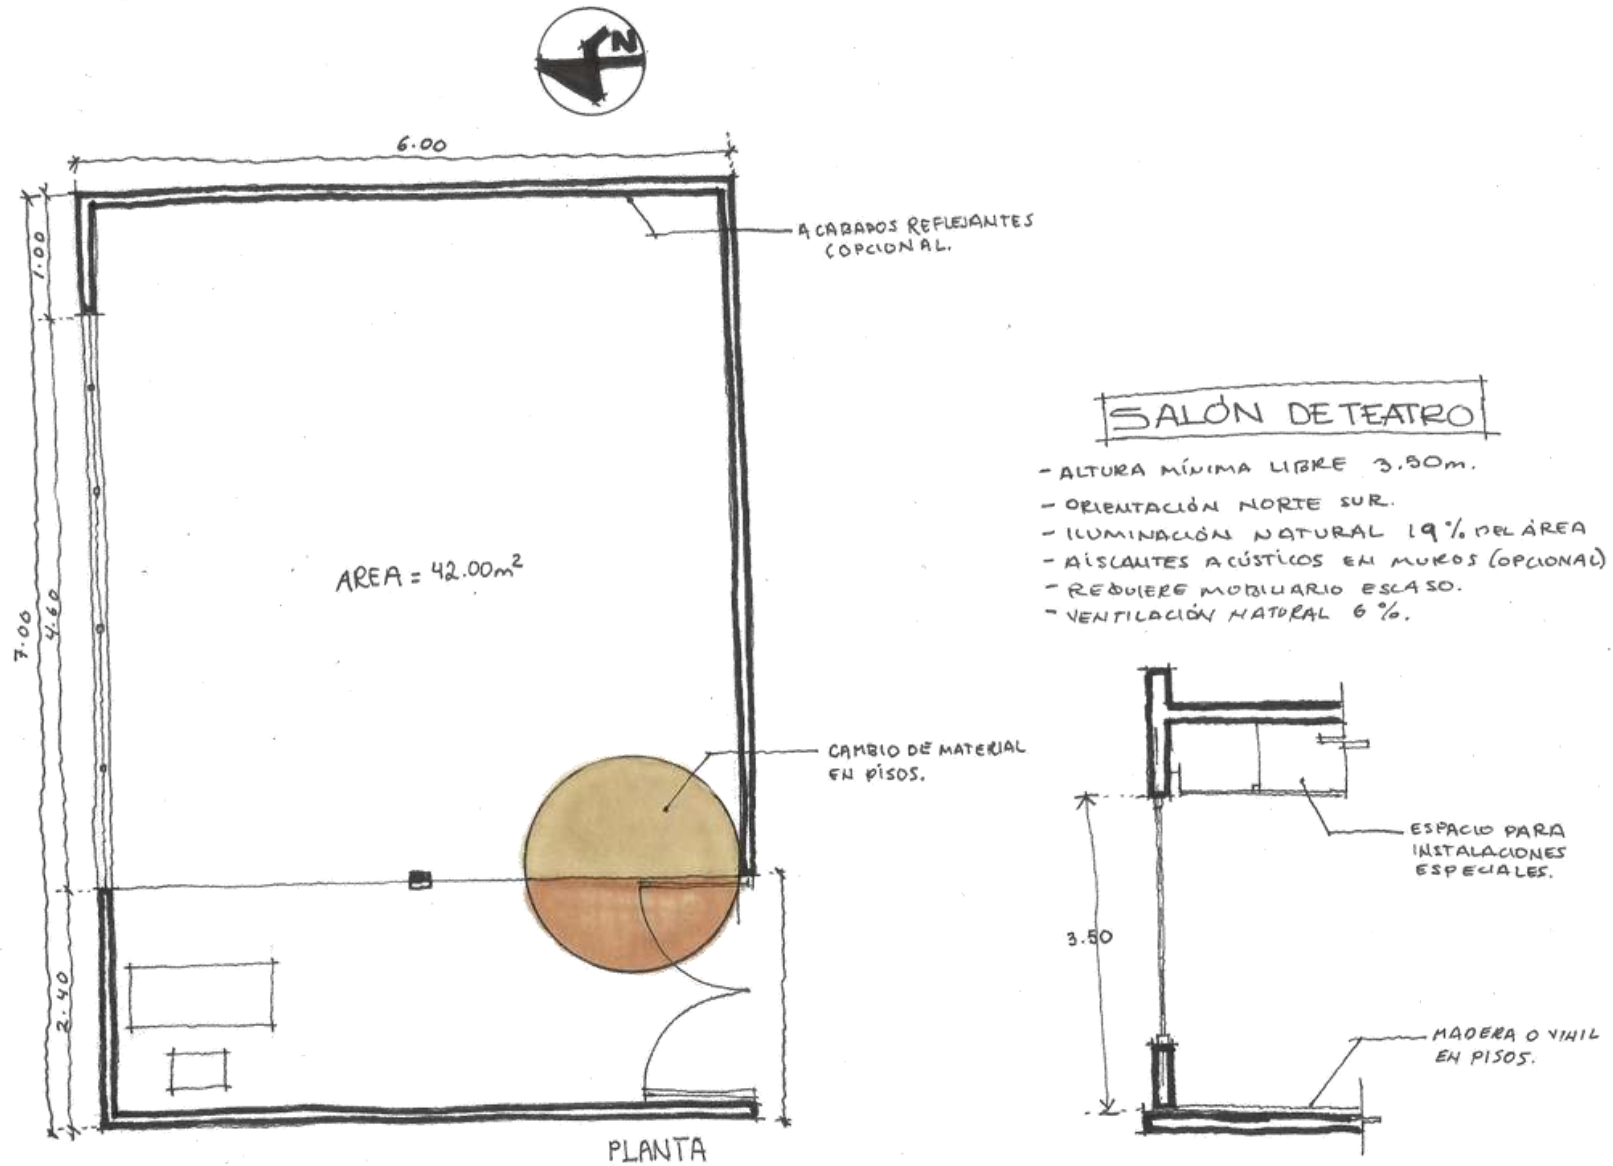 N
6.00
1.00
7.00
4.60
2.40
ACABADOS REFLEJANTES
(OPCIONAL.
AREA = 42.00m²
CAMBIO DE MATERIAL
EN PISOS.
PLANTA
SALÓN DE TEATRO
- ALTURA MÍNIMA LIBRE 3.50m.
- ORIENTACIÓN NORTE SUR.
- ILUMINACIÓN NATURAL 19% DEL ÁREA
- AISLANTES ACÚSTICOS EN MUROS (OPCIONAL)
- REQUIERE MOBILIARIO ESCASO.
- VENTILACIÓN NATURAL 6%.
ESPACIO PARA
INSTALACIONES
ESPECIALES.
3.50
MADERA O VINIL
EN PISOS.